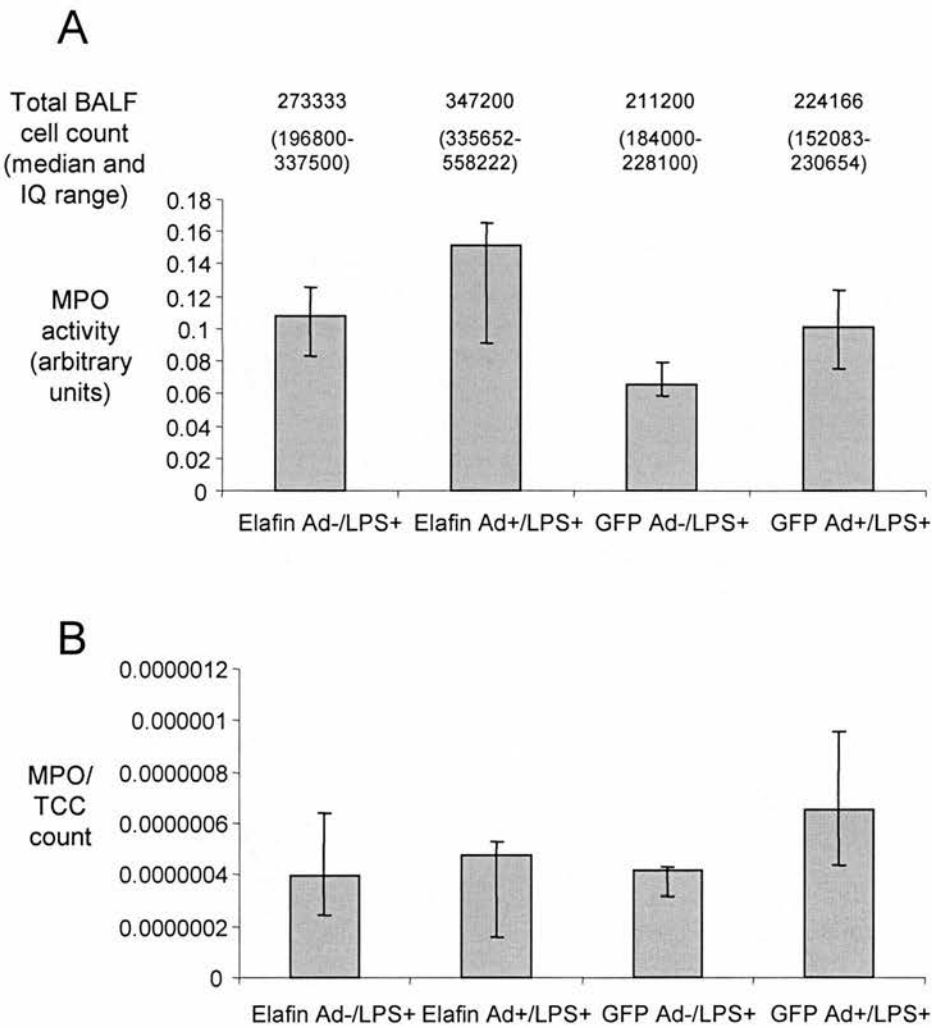 A
Total BALF cell count (median and IQ range)
273333 347200 211200 224166
(196800-337500) (335652-558222) (184000-228100) (152083-230654)
MPO activity (arbitrary units)
0.18
0.16
0.14
0.12
0.1
0.08
0.06
0.04
0.02
0
Elafin Ad-/LPS+ Elafin Ad+/LPS+ GFP Ad-/LPS+ GFP Ad+/LPS+
B
MPO/TCC count
0.0000012
0.000001
0.0000008
0.0000006
0.0000004
0.0000002
0
Elafin Ad-/LPS+ Elafin Ad+/LPS+ GFP Ad-/LPS+ GFP Ad+/LPS+